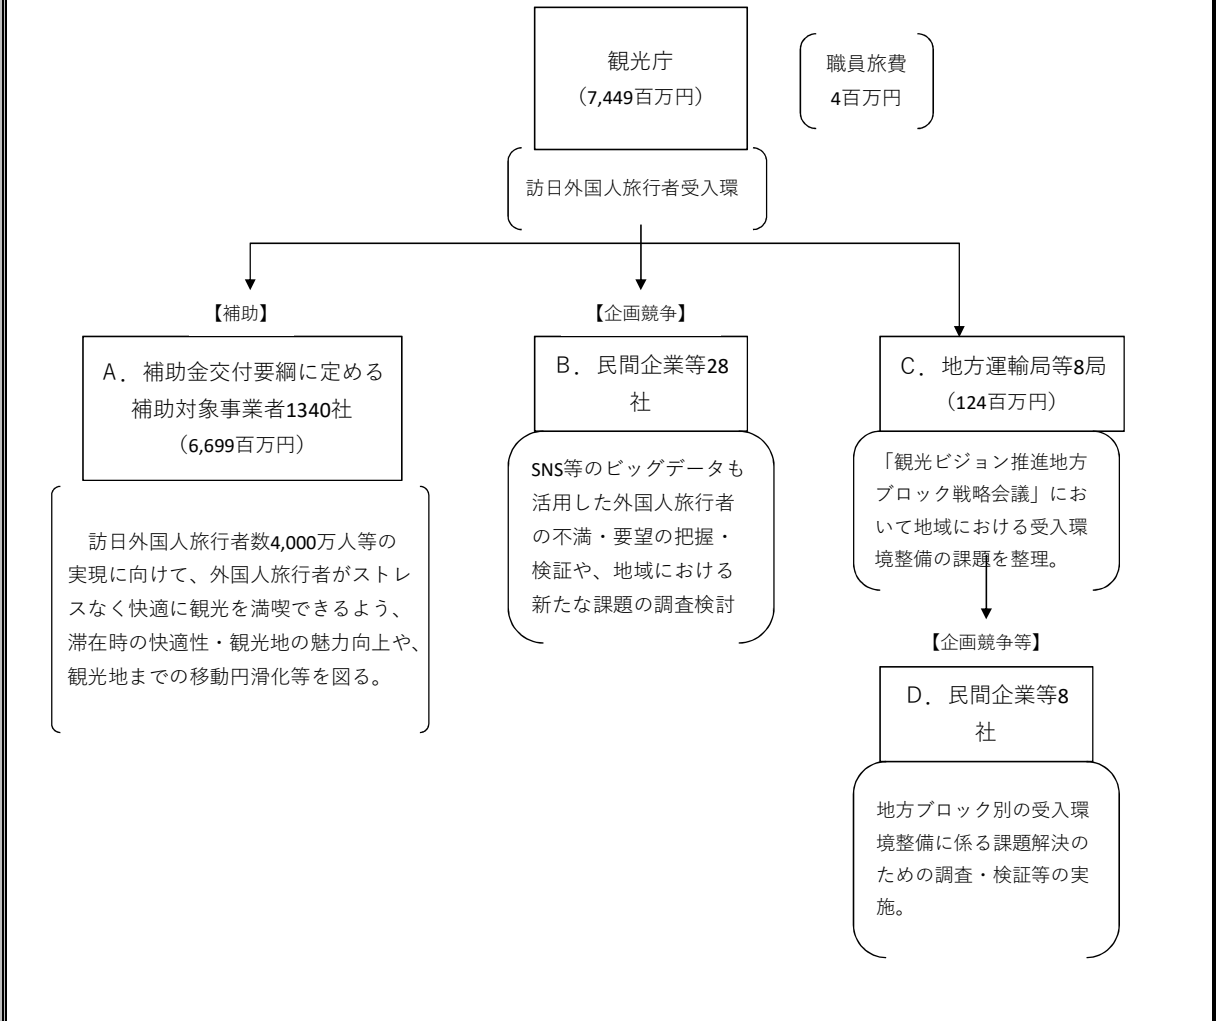 観光庁
（7,449百万円）
職員旅費
4百万円
訪日外国人旅行者受入環
【補助】
【企画競争】
A．補助金交付要綱に定める
補助対象事業者1340社
（6,699百万円）
B．民間企業等28
社
C．地方運輸局等8局
（124百万円）
訪日外国人旅行者数4,000万人等の
実現に向けて、外国人旅行者がストレ
スなく快適に観光を満喫できるよう、
滞在時の快適性・観光地の魅力向上や、
観光地までの移動円滑化等を図る。
SNS等のビッグデータも
活用した外国人旅行者
の不満・要望の把握・
検証や、地域における
新たな課題の調査検討
「観光ビジョン推進地方
ブロック戦略会議」にお
いて地域における受入環
境整備の課題を整理。
【企画競争等】
D．民間企業等8
社
地方ブロック別の受入環
境整備に係る課題解決の
ための調査・検証等の実
施。